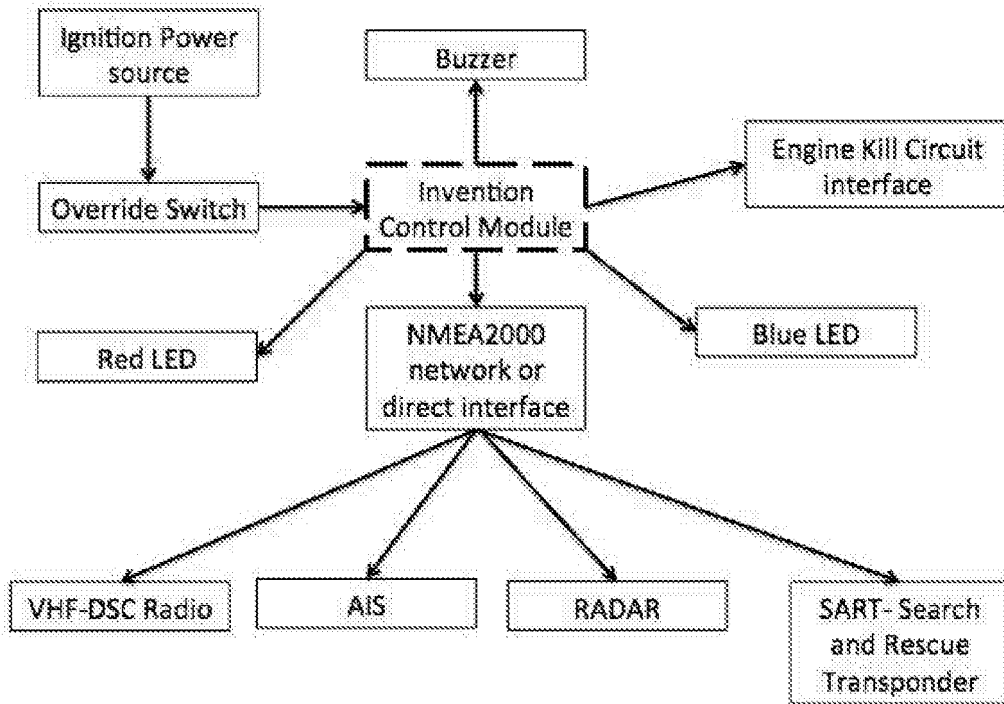 Ignition Power
source
Buzzer
Engine Kill Circuit
interface
Override Switch
Invention
Control Module
Red LED
NMEA2000
network or
direct interface
Blue LED
VHF-DSC Radio
AIS
RADAR
SART- Search
and Rescue
Transponder